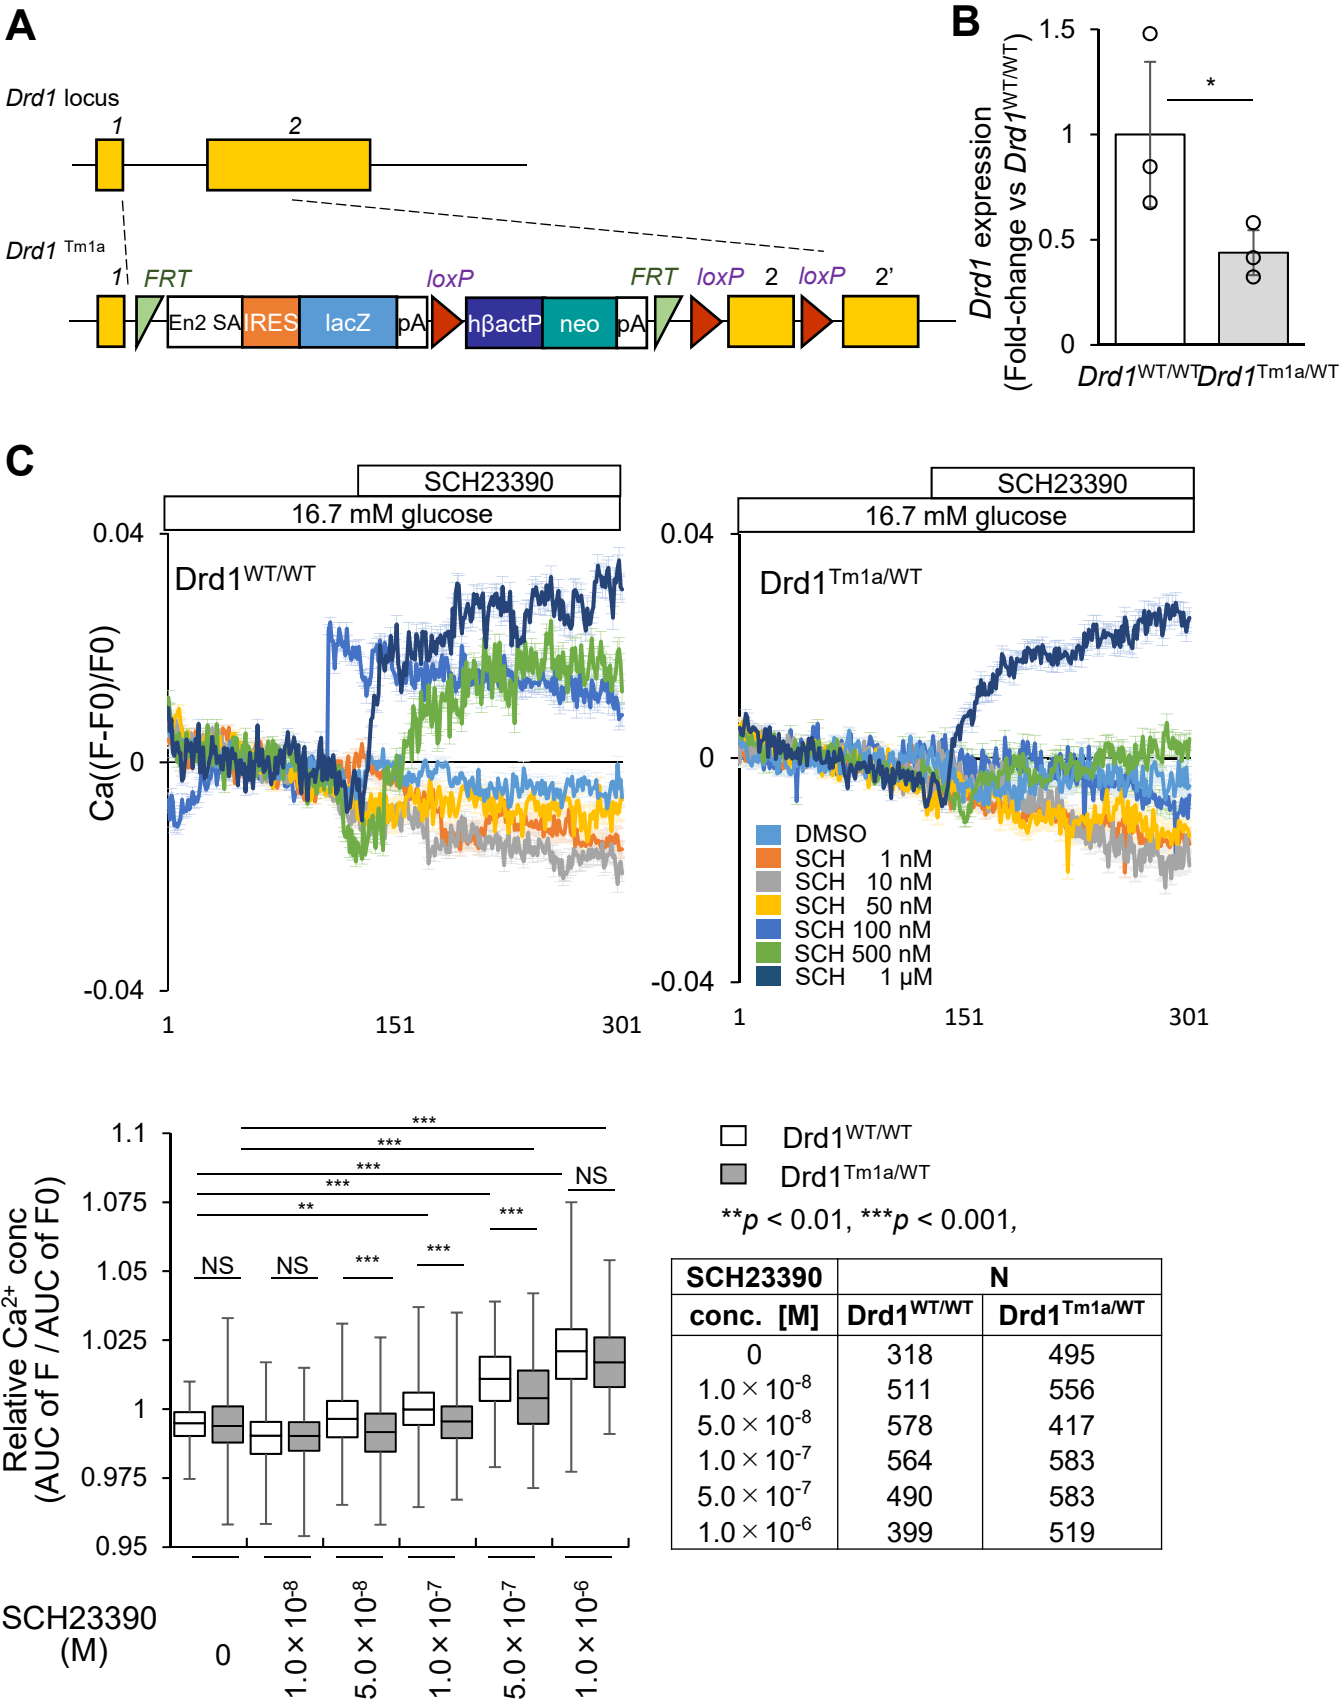 A
Drd1 locus
1 2
Drd1 Tm1a
1 FRT loxP FRT loxP 2 loxP 2’
En2 SA IRES lacZ pA hβactP neo pA
B
Drd1 expression
(Fold-change vs Drd1WT/WT)
1.5
1
0.5
0
*
Drd1WT/WT Drd1Tm1a/WT
C
SCH23390
16.7 mM glucose
Drd1WT/WT
Ca((F-F0)/F0)
0.04
0
-0.04
1 151 301
SCH23390
16.7 mM glucose
Drd1Tm1a/WT
0.04
0
-0.04
DMSO
SCH 1 nM
SCH 10 nM
SCH 50 nM
SCH 100 nM
SCH 500 nM
SCH 1 µM
1 151 301
Relative Ca2+ conc
(AUC of F / AUC of F0)
1.1
1.075
1.05
1.025
1
0.975
0.95
***
***
***
***
**
NS NS *** *** *** NS
SCH23390
(M)
0 1.0×10-8 5.0×10-8 1.0×10-7 5.0×10-7 1.0×10-6
Drd1WT/WT
Drd1Tm1a/WT
**p < 0.01, ***p < 0.001,
SCH23390 N
conc. [M] Drd1WT/WT Drd1Tm1a/WT
0 318 495
1.0×10-8 511 556
5.0×10-8 578 417
1.0×10-7 564 583
5.0×10-7 490 583
1.0×10-6 399 519